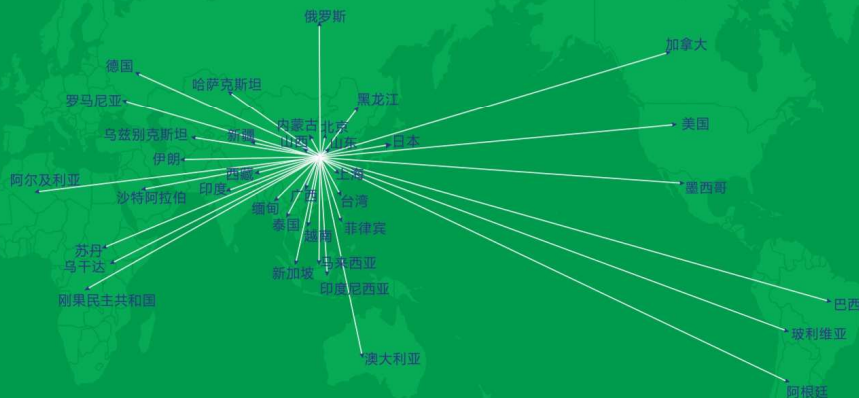 俄罗斯
加拿大
德国
哈萨克斯坦
罗马尼亚
黑龙江
内蒙古
北京
美国
乌兹别克斯坦
新疆
山西
山东
日本
伊朗
西藏
上海
阿尔及利亚
沙特阿拉伯
印度
广西
台湾
墨西哥
缅甸
泰国
越南
菲律宾
苏丹
乌干达
新加坡
马来西亚
刚果民主共和国
印度尼西亚
巴西
玻利维亚
澳大利亚
阿根廷